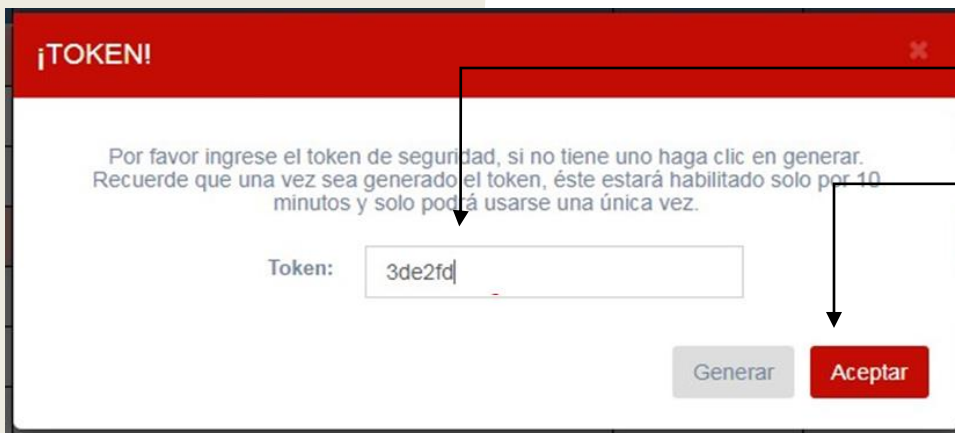 ¡TOKEN!
Por favor ingrese el token de seguridad, si no tiene uno haga clic en generar.
Recuerde que una vez sea generado el token, éste estará habilitado solo por 10
minutos y solo podrá usarse una única vez.
Token: 3de2fd
Generar Aceptar